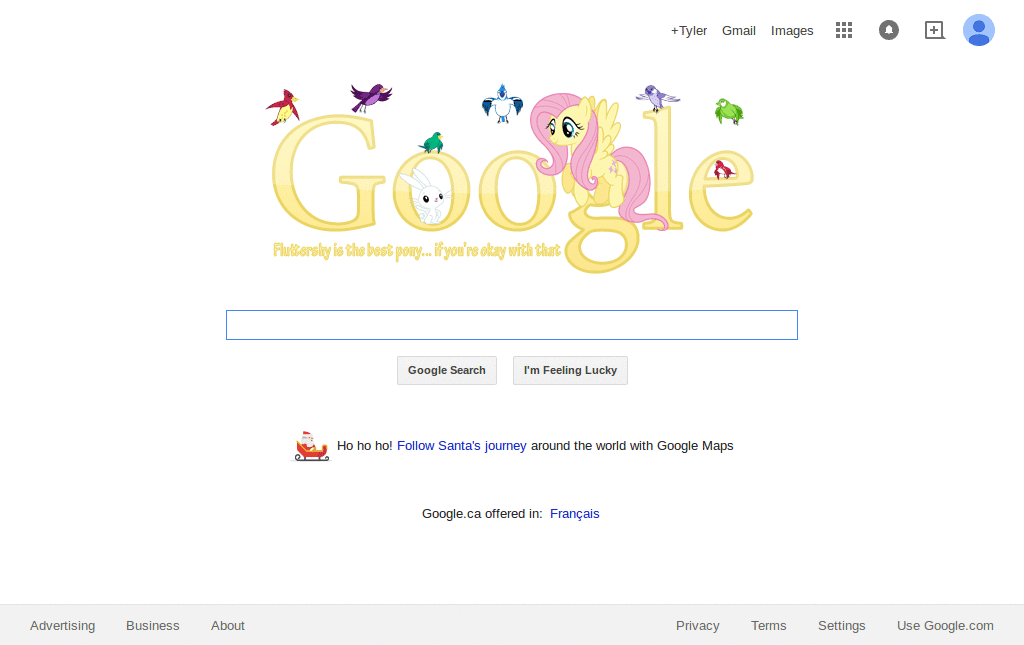 +Tyler Gmail Images
Google
Fluttershy is the best pony... if you're okay with that
Google Search I'm Feeling Lucky
Ho ho ho! Follow Santa's journey around the world with Google Maps
Google.ca offered in: Français
Advertising Business About Privacy Terms Settings Use Google.com